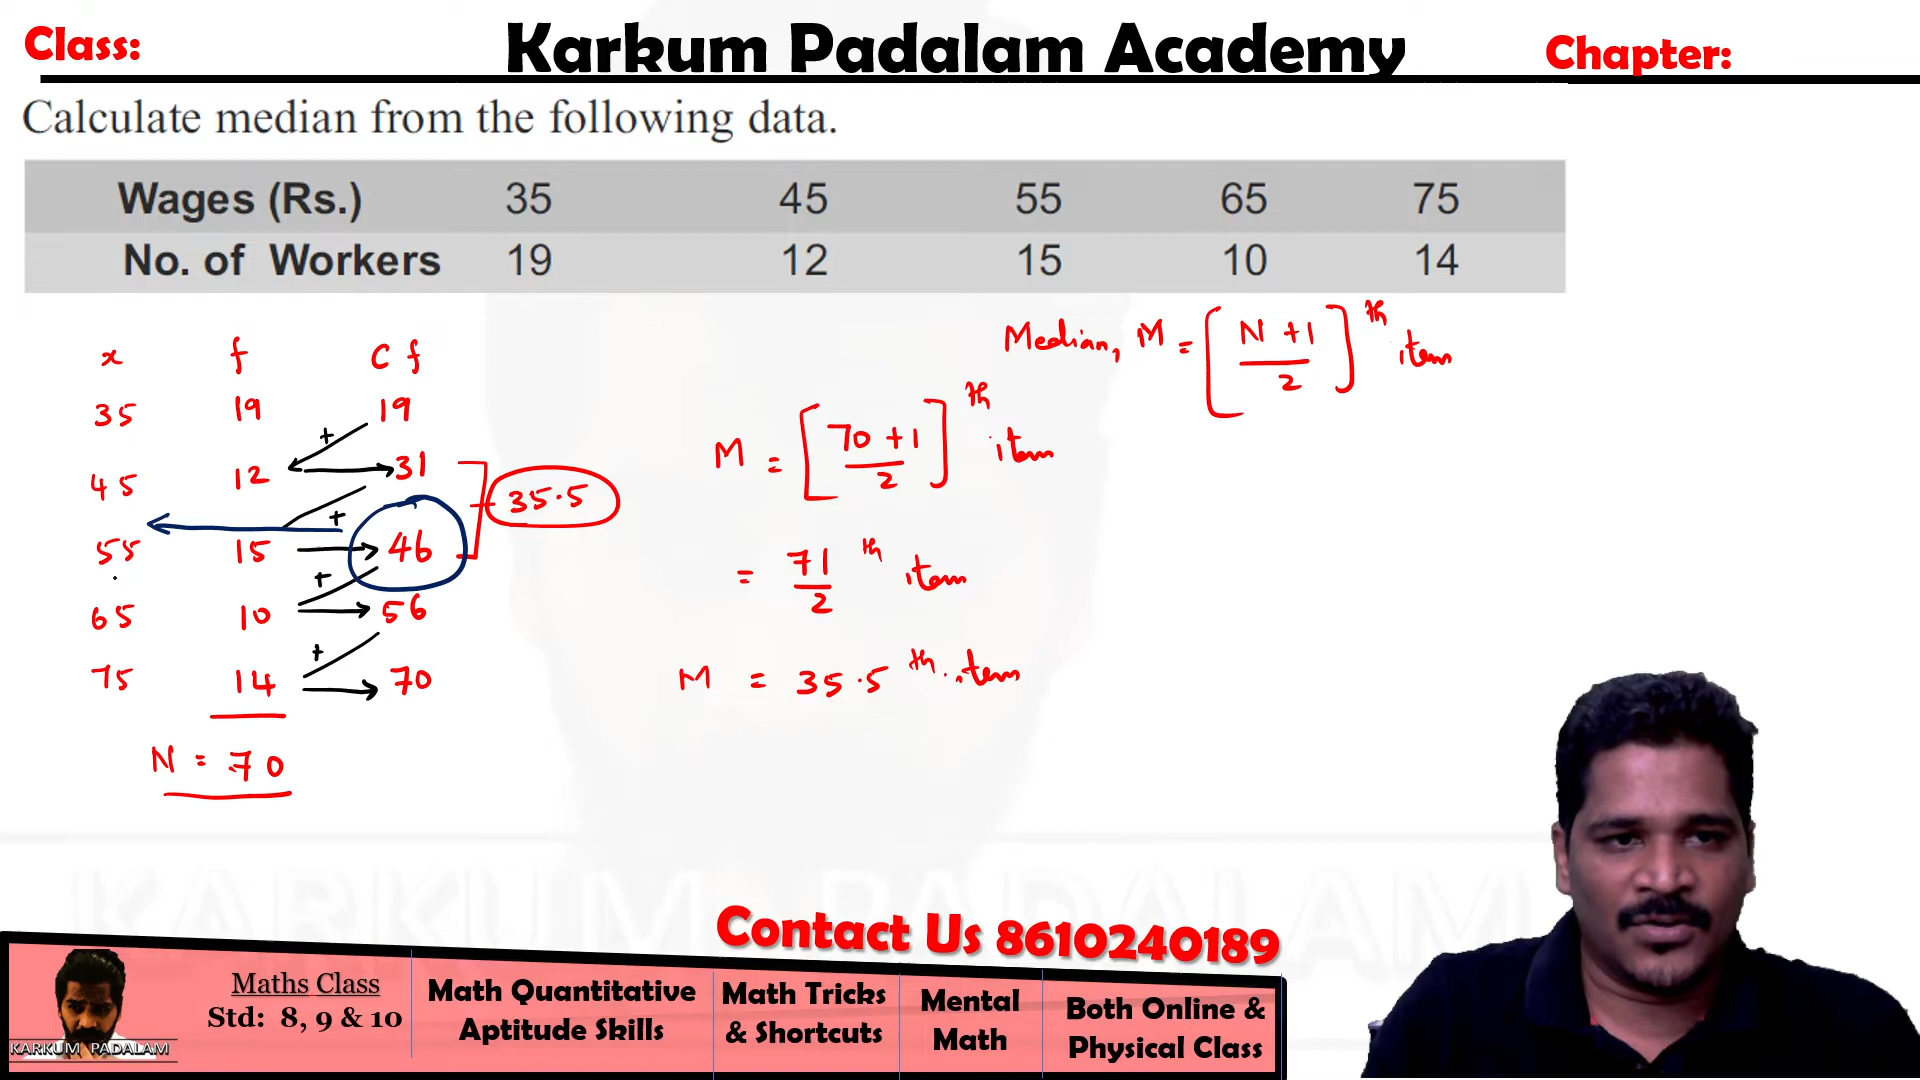 Class:
Karkum Padalam Academy
Chapter:
Calculate median from the following data.
Wages (Rs.) 35 45 55 65 75
No. of Workers 19 12 15 10 14
Median, M = [N + 1 / 2]th item
x f cf
35 19 19
+
45 12 31
35.5
+
55 15 46
+
65 10 56
+
75 14 70
N = 70
M = [70 + 1 / 2]th item
= 71/2 th item
M = 35.5th item
KARKUM PADALAM
Contact Us 8610240189
KARKUM PADALAM
Maths Class
Std: 8, 9 & 10
Math Quantitative
Aptitude Skills
Math Tricks
& Shortcuts
Mental
Math
Both Online &
Physical Class